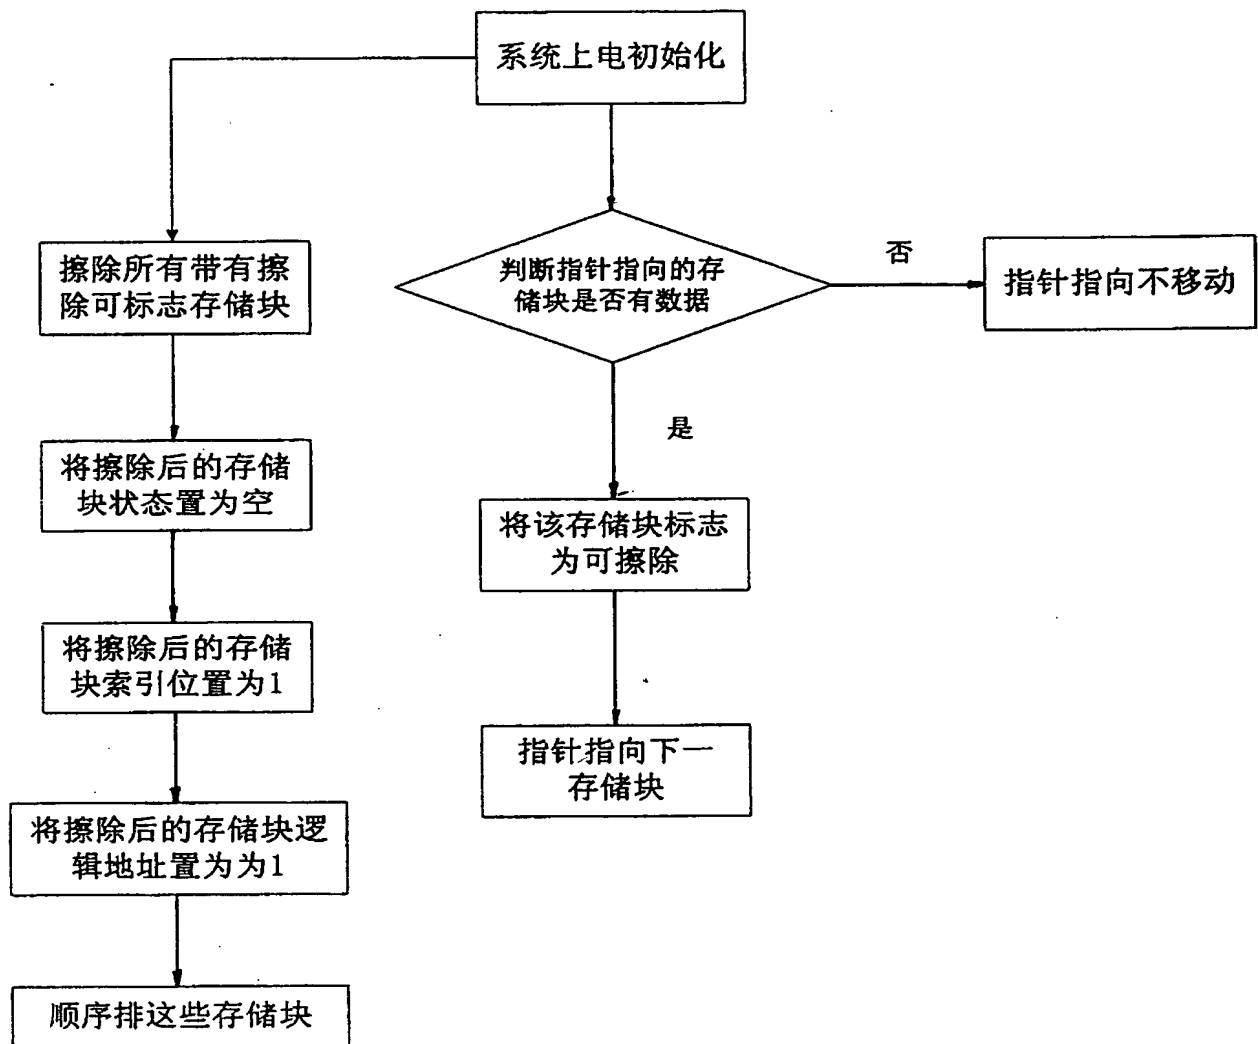 系统上电初始化
擦除所有带有擦
除可标志存储块
判断指针指向的存
储块是否有数据
否
指针指向不移动
是
将擦除后的存储
块状态置为空
将该存储块标志
为可擦除
将擦除后的存储
块索引位置为1
指针指向下一
存储块
将擦除后的存储块逻
辑地址置为为1
顺序排这些存储块